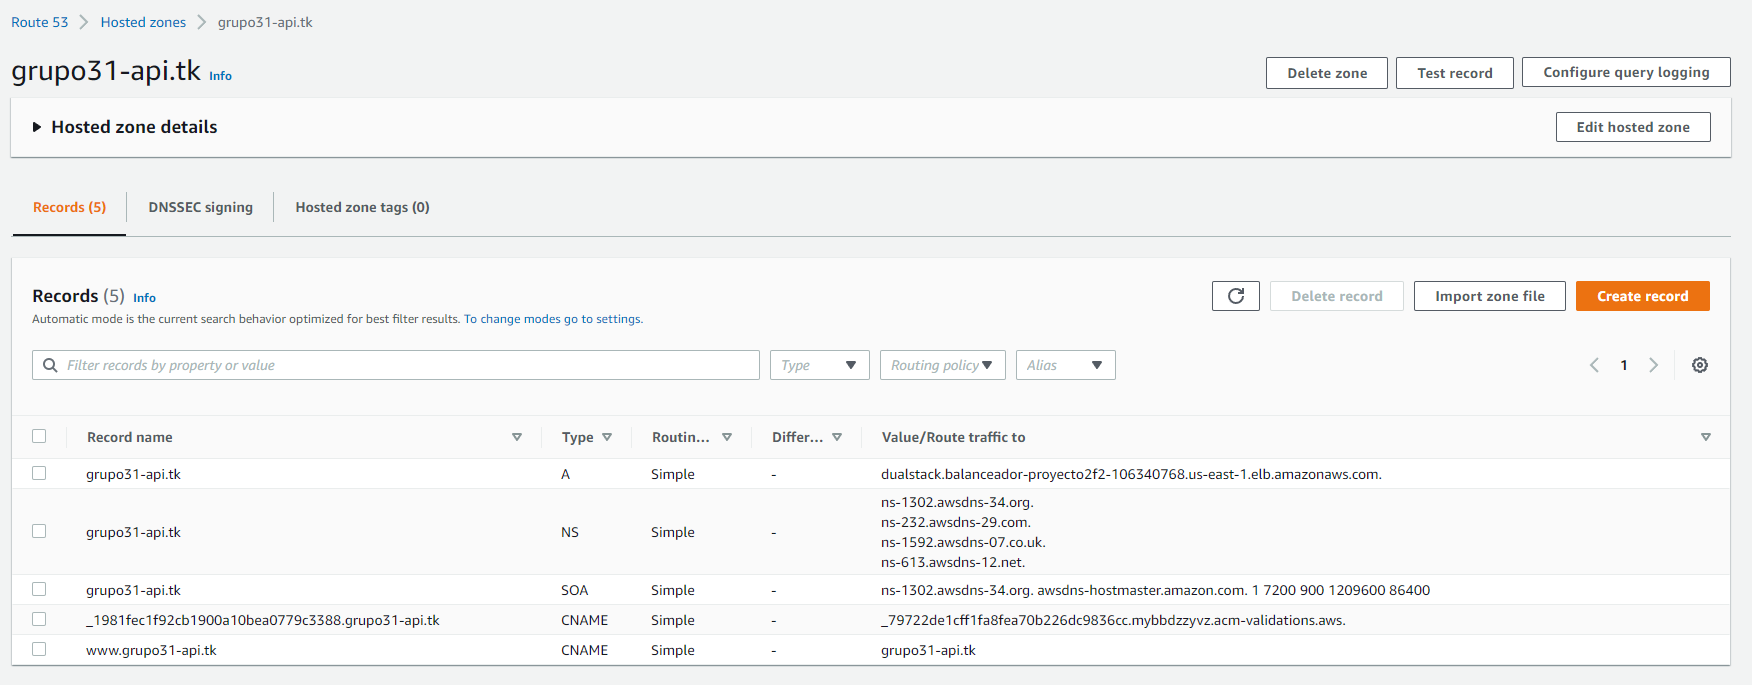 Route 53 > Hosted zones > grupo31-api.tk
grupo31-api.tk Info
Delete zone Test record Configure query logging
Hosted zone details
Edit hosted zone
Records (5) DNSSEC signing Hosted zone tags (0)
Records (5) Info
Delete record Import zone file Create record
Automatic mode is the current search behavior optimized for best filter results. To change modes go to settings.
Filter records by property or value Type Routing policy Alias 1
Record name Type Routin... Differ... Value/Route traffic to
grupo31-api.tk A Simple - dualstack.balanceador-proyecto2f2-106340768.us-east-1.elb.amazonaws.com.
ns-1302.awsdns-34.org.
ns-232.awsdns-29.com.
grupo31-api.tk NS Simple -
ns-1592.awsdns-07.co.uk.
ns-613.awsdns-12.net.
grupo31-api.tk SOA Simple - ns-1302.awsdns-34.org. awsdns-hostmaster.amazon.com. 1 7200 900 1209600 86400
_1981fec1f92cb1900a10bea0779c3388.grupo31-api.tk CNAME Simple - _79722de1cff1fa8fea70b226dc9836cc.mybbdzzyvz.acm-validations.aws.
www.grupo31-api.tk CNAME Simple - grupo31-api.tk